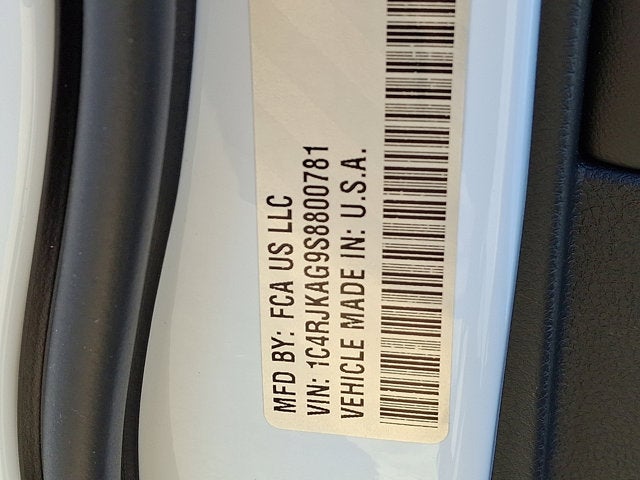 MFD BY: FCA US LLC
VIN: 1C4RJKAG9S8800781
VEHICLE MADE IN: U.S.A.